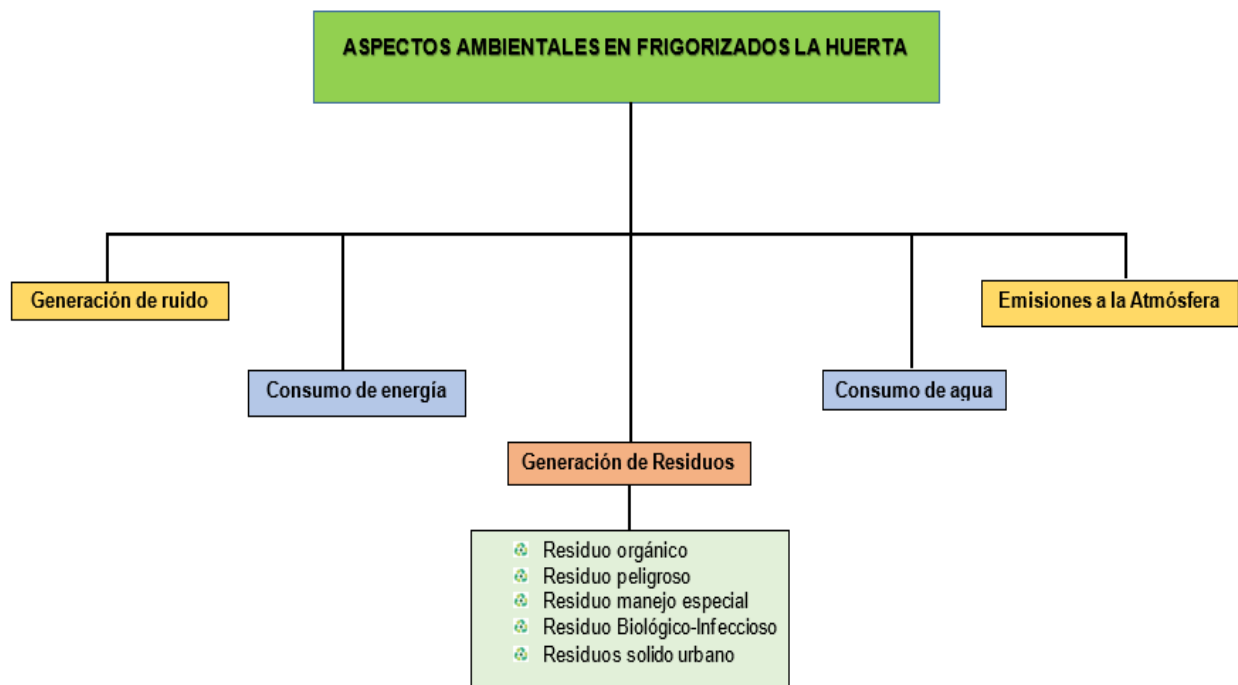 ASPECTOS AMBIENTALES EN FRIGORIZADOS LA HUERTA
Generación de ruido
Emisiones a la Atmósfera
Consumo de energía
Consumo de agua
Generación de Residuos
Residuo orgánico
Residuo peligroso
Residuo manejo especial
Residuo Biológico-Infeccioso
Residuos solido urbano